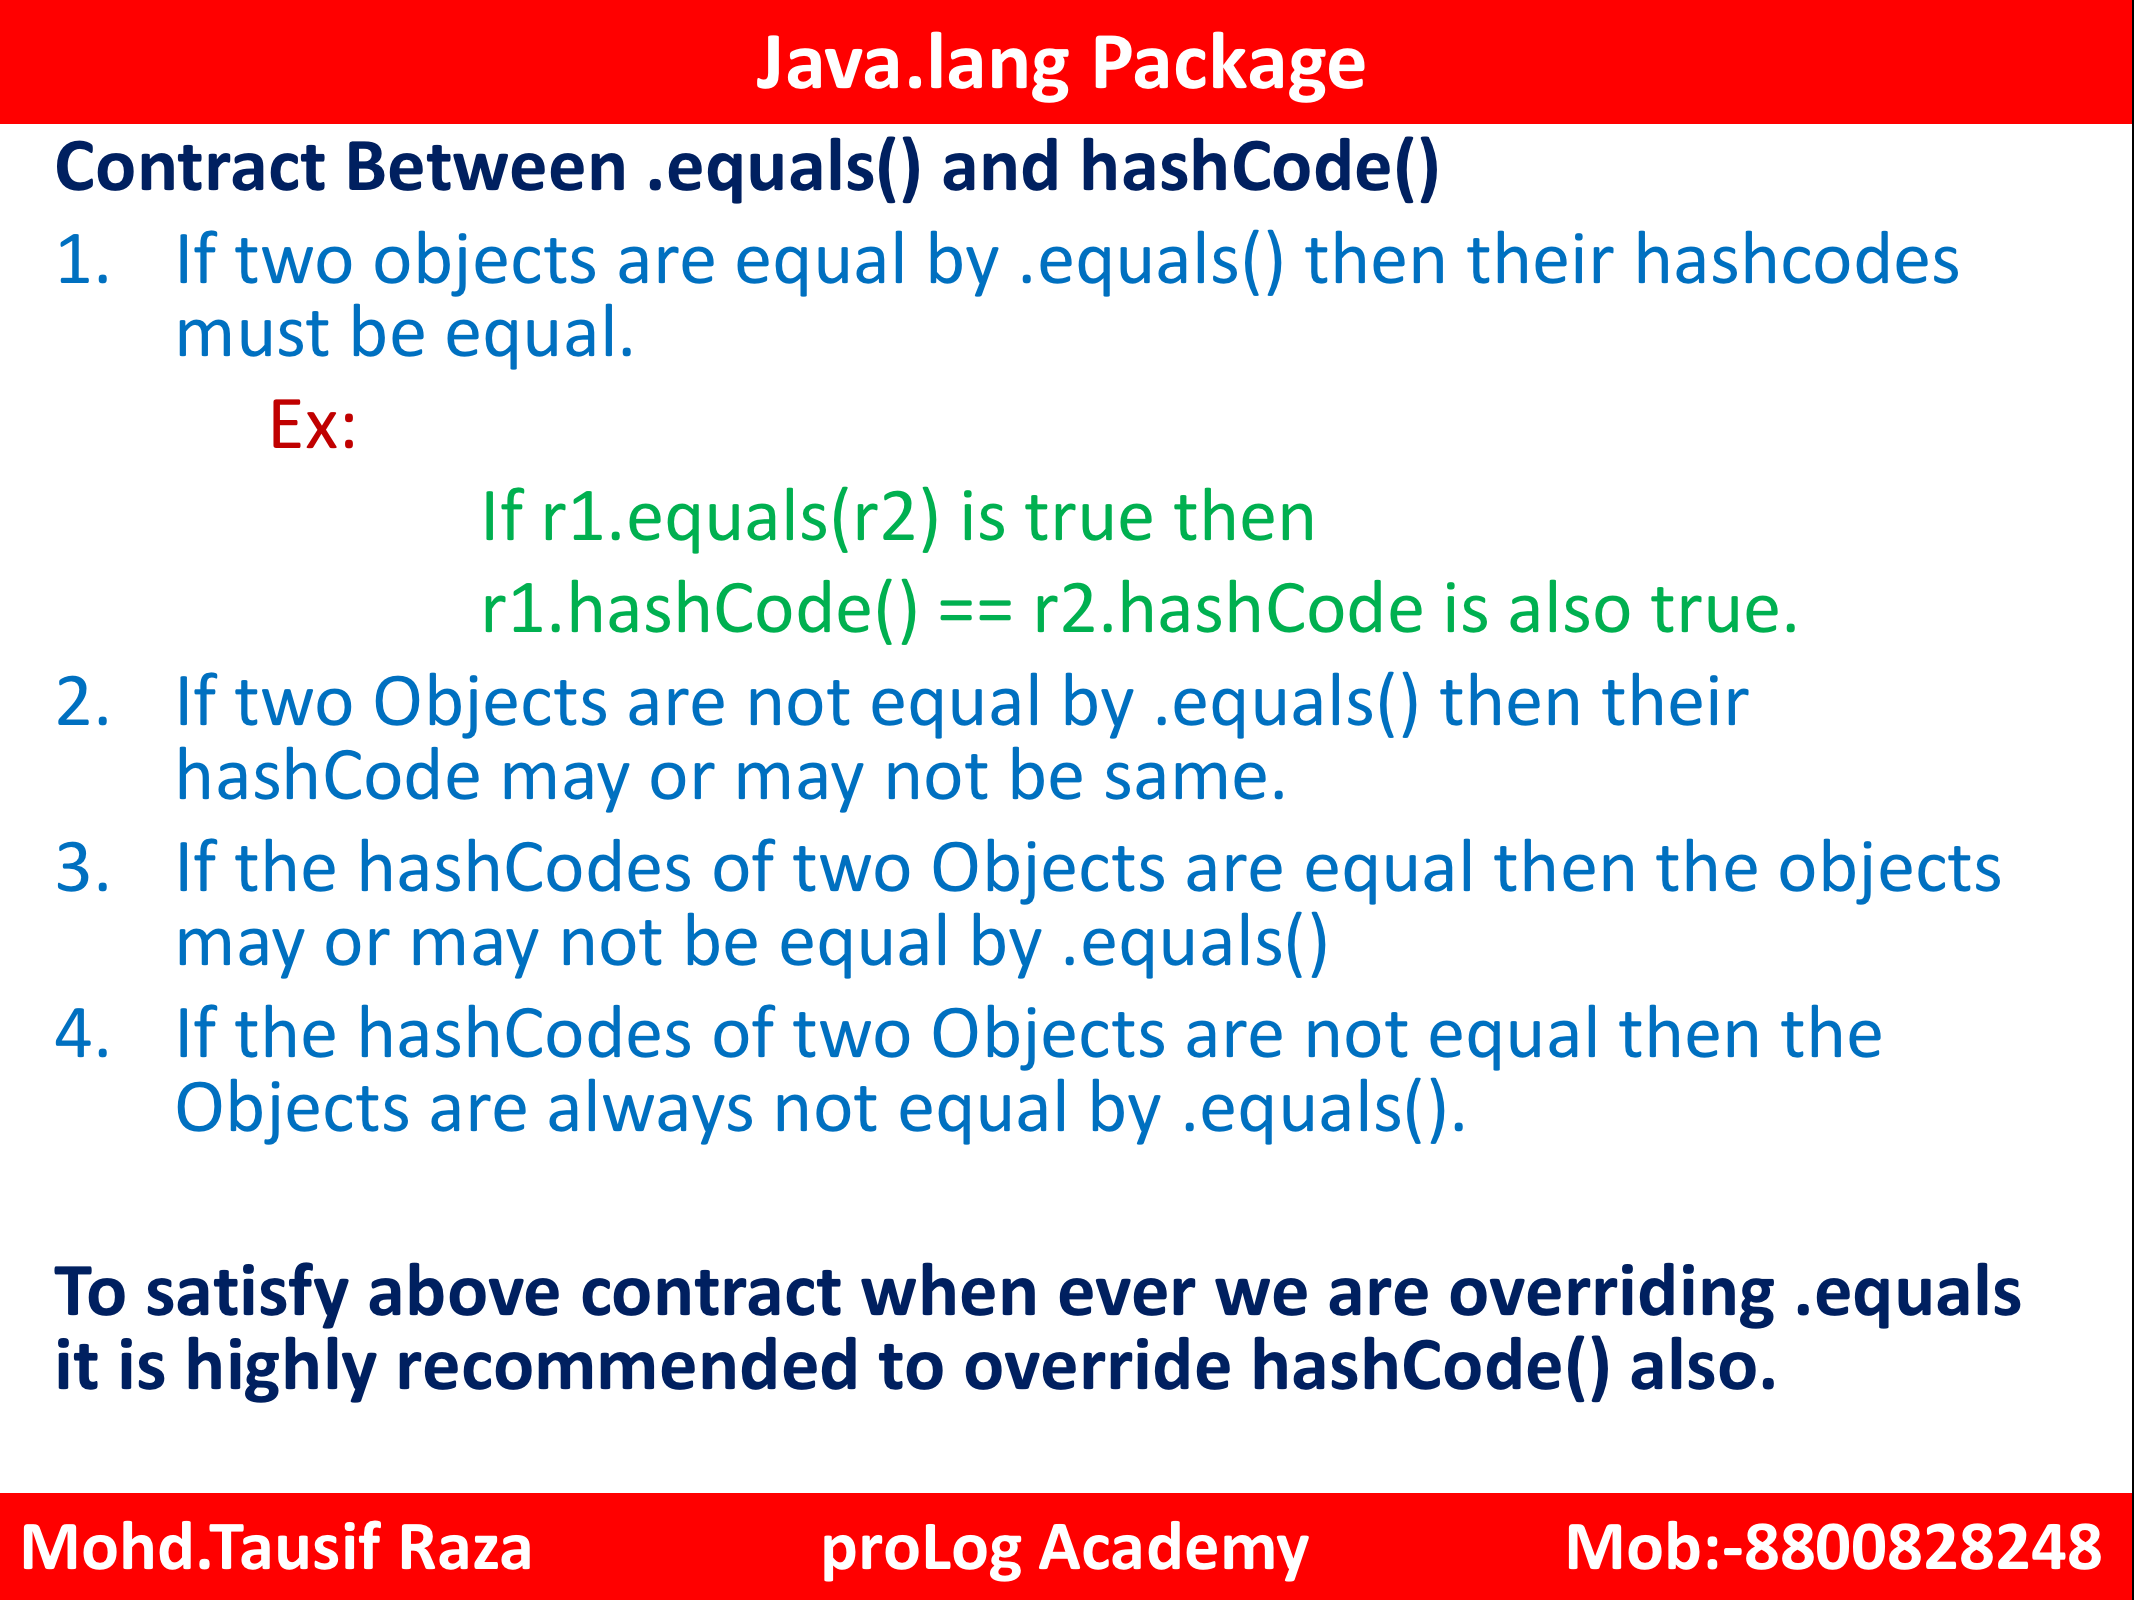 Java.lang Package
Contract Between .equals() and hashCode()
1. If two objects are equal by .equals() then their hashcodes
must be equal.
Ex:
If r1.equals(r2) is true then
r1.hashCode() == r2.hashCode is also true.
2. If two Objects are not equal by .equals() then their
hashCode may or may not be same.
3. If the hashCodes of two Objects are equal then the objects
may or may not be equal by .equals()
4. If the hashCodes of two Objects are not equal then the
Objects are always not equal by .equals().
To satisfy above contract when ever we are overriding .equals
it is highly recommended to override hashCode() also.
Mohd.Tausif Raza proLog Academy Mob:-8800828248